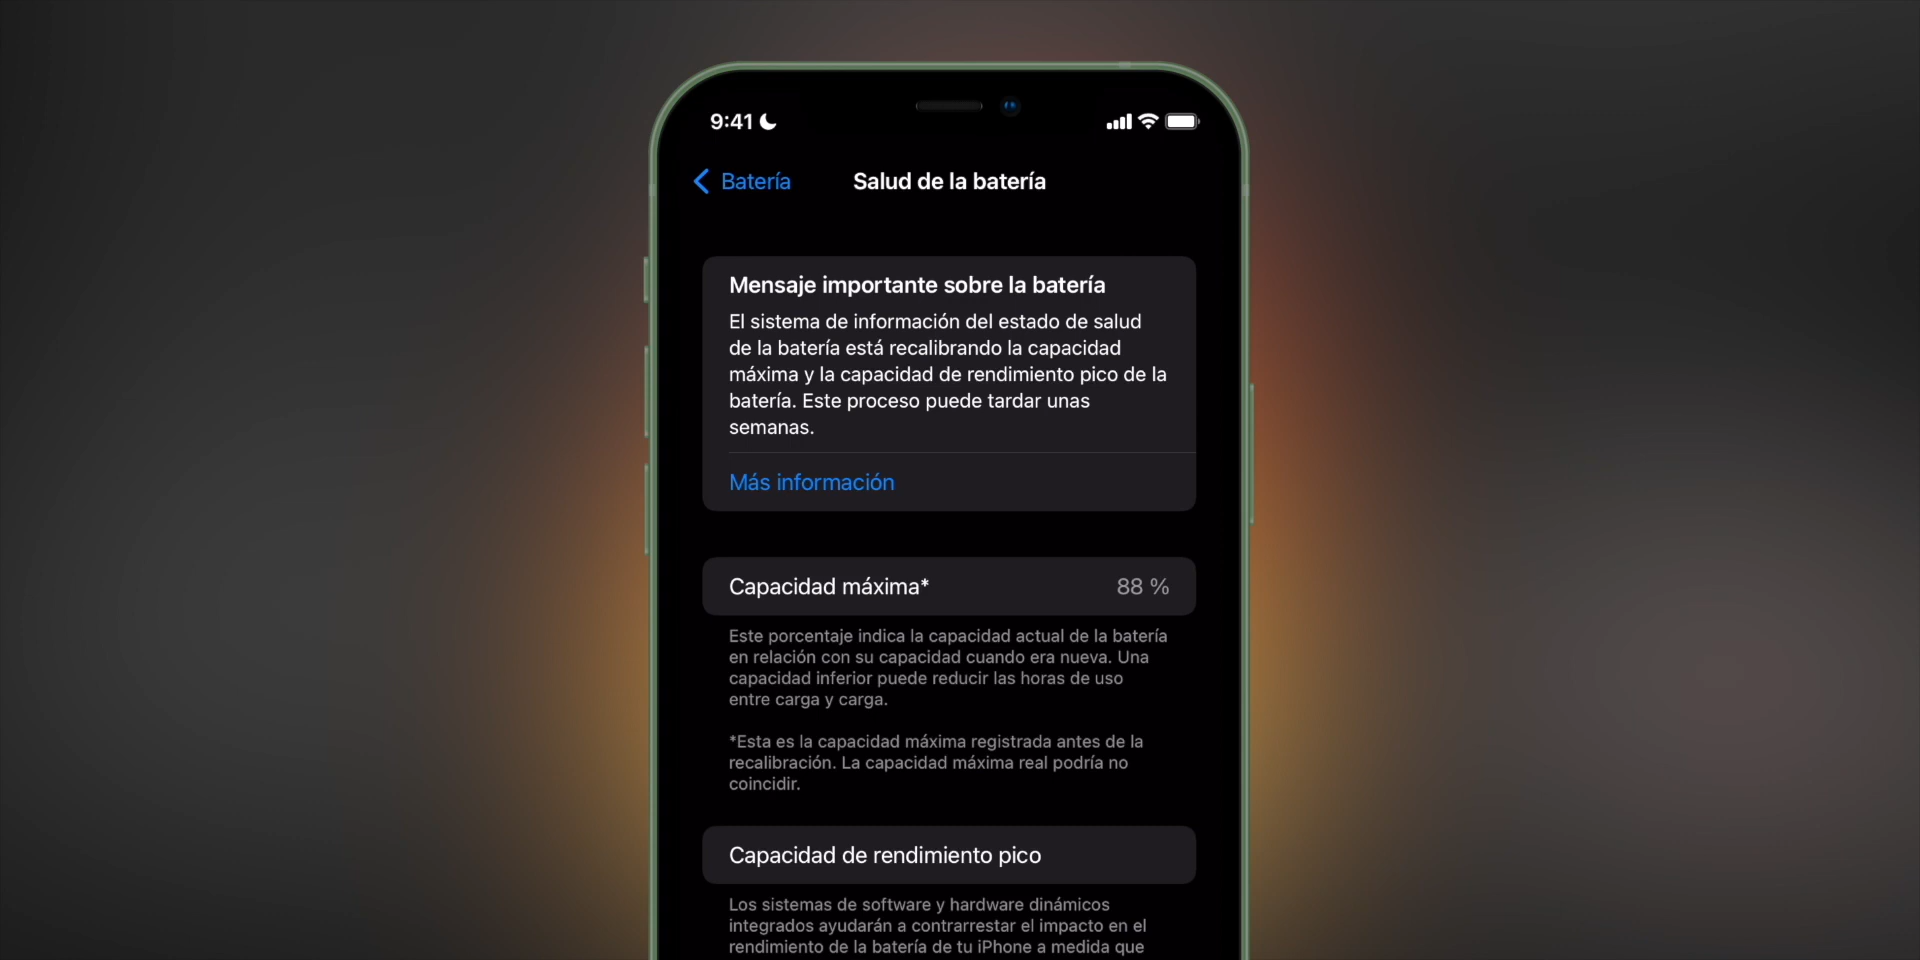 9:41
Batería
Salud de la batería
Mensaje importante sobre la batería
El sistema de información del estado de salud
de la batería está recalibrando la capacidad
máxima y la capacidad de rendimiento pico de la
batería. Este proceso puede tardar unas
semanas.
Más información
Capacidad máxima* 88 %
Este porcentaje indica la capacidad actual de la batería
en relación con su capacidad cuando era nueva. Una
capacidad inferior puede reducir las horas de uso
entre carga y carga.
*Esta es la capacidad máxima registrada antes de la
recalibración. La capacidad máxima real podría no
coincidir.
Capacidad de rendimiento pico
Los sistemas de software y hardware dinámicos
integrados ayudarán a contrarrestar el impacto en el
rendimiento de la batería de tu iPhone a medida que